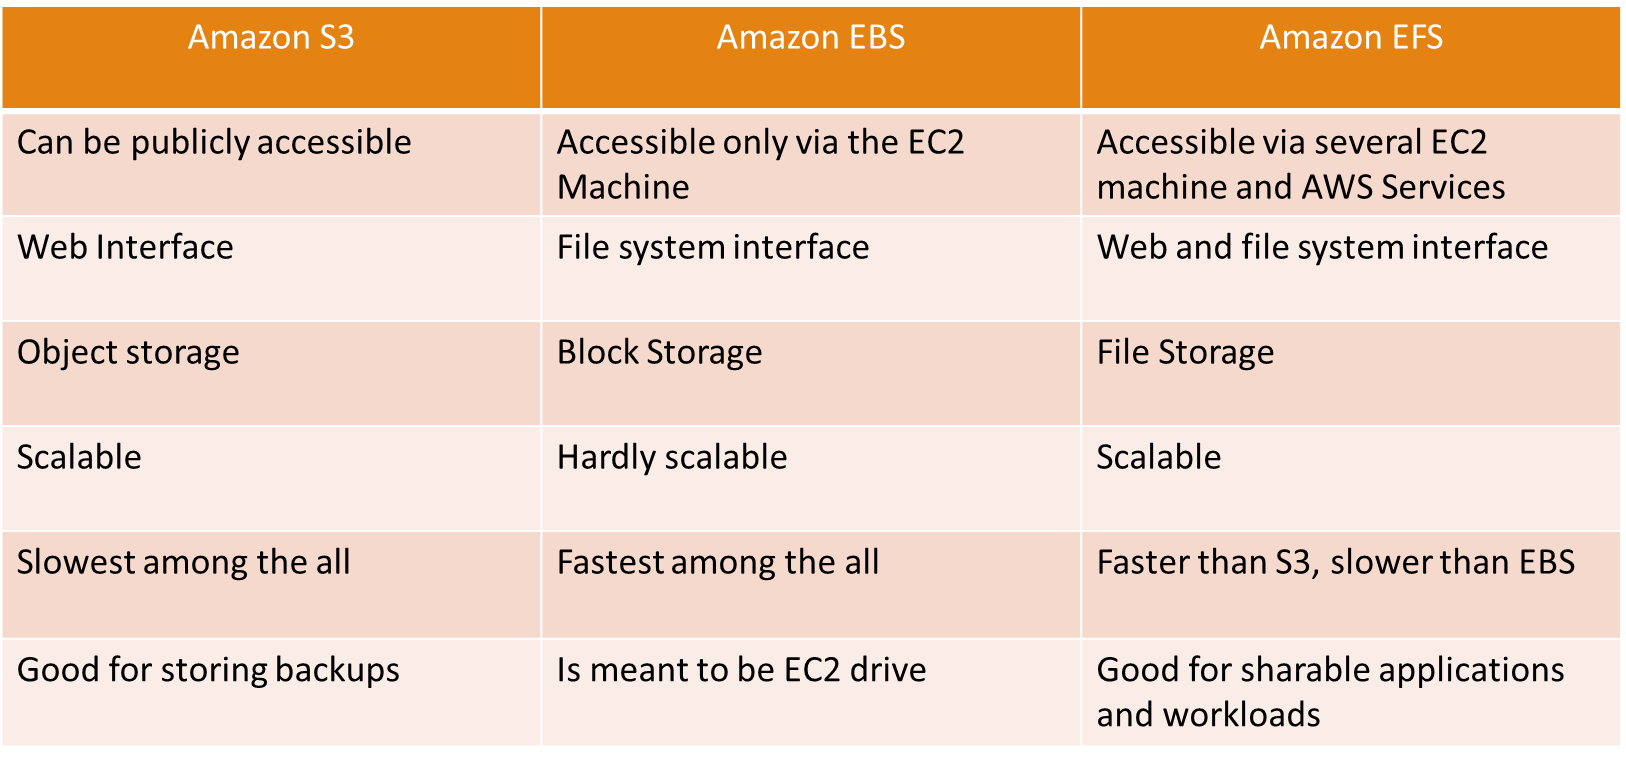 Amazon S3
Amazon EBS
Amazon EFS
Can be publicly accessible
Accessible only via the EC2
Machine
Accessible via several EC2
machine and AWS Services
Web Interface
File system interface
Web and file system interface
Object storage
Block Storage
File Storage
Scalable
Hardly scalable
Scalable
Slowest among the all
Fastest among the all
Faster than S3, slower than EBS
Good for storing backups
Is meant to be EC2 drive
Good for sharable applications
and workloads